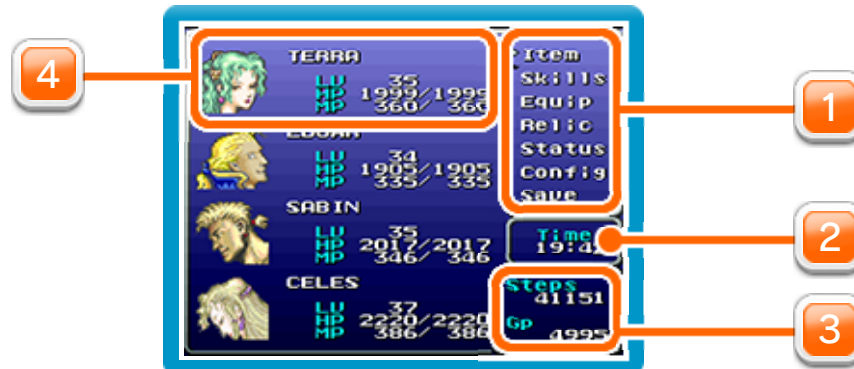 4
TERRA
LV 35
HP 1999/1999
MP 360/360
EDGAR
LV 34
HP 1905/1905
MP 335/335
SABIN
LV 35
HP 2017/2017
MP 346/346
CELES
LV 37
HP 2220/2220
MP 386/386
Item
Skills
Equip
Relic
Status
Config
Save
1
Time
2
Steps
41151
Gp
4995
3